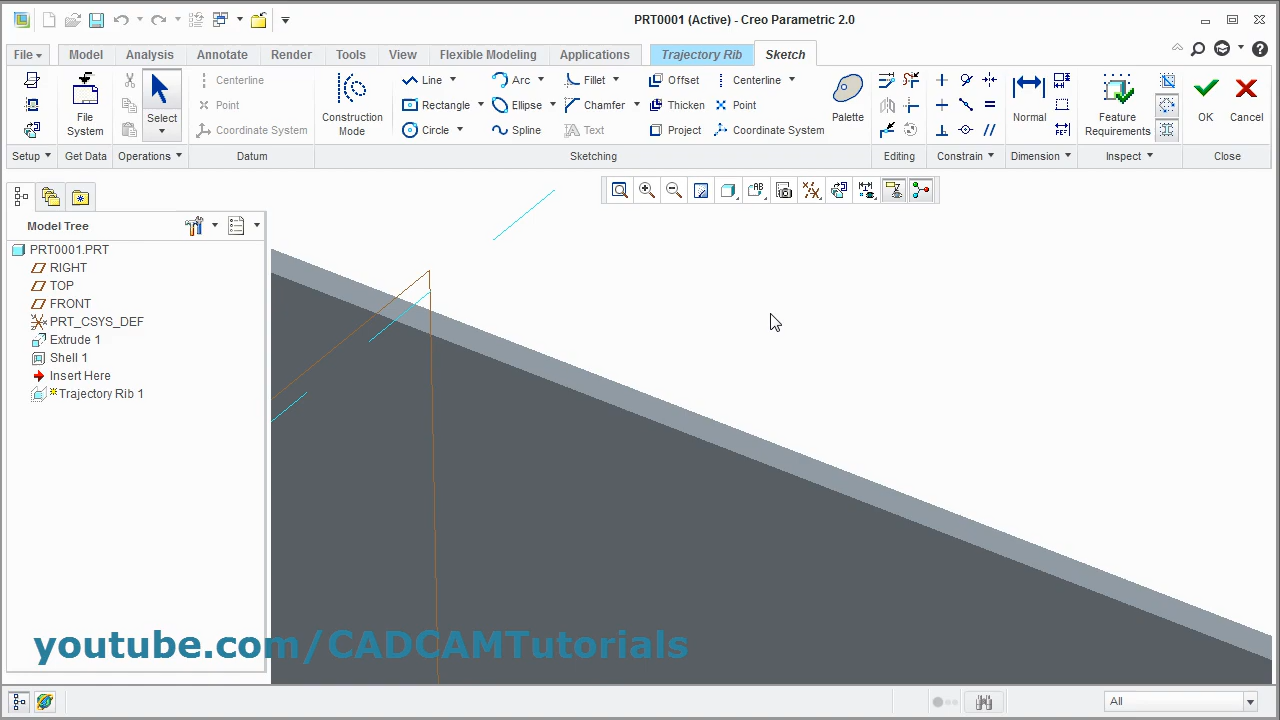 PRT0001 (Active) - Creo Parametric 2.0
File Model Analysis Annotate Render Tools View Flexible Modeling Applications Trajectory Rib Sketch
Centerline Line Arc Fillet Offset Centerline
Point Rectangle Ellipse Chamfer Thicken Point
Coordinate System Circle Spline Text Project Coordinate System
File System
Select
Construction Mode
Palette
Normal
Feature Requirements
OK
Cancel
Setup Get Data Operations Datum Sketching Editing Constrain Dimension Inspect Close
Model Tree
PRT0001.PRT
RIGHT
TOP
FRONT
PRT_CSYS_DEF
Extrude 1
Shell 1
Insert Here
Trajectory Rib 1
youtube.com/CADCAMTutorials
All